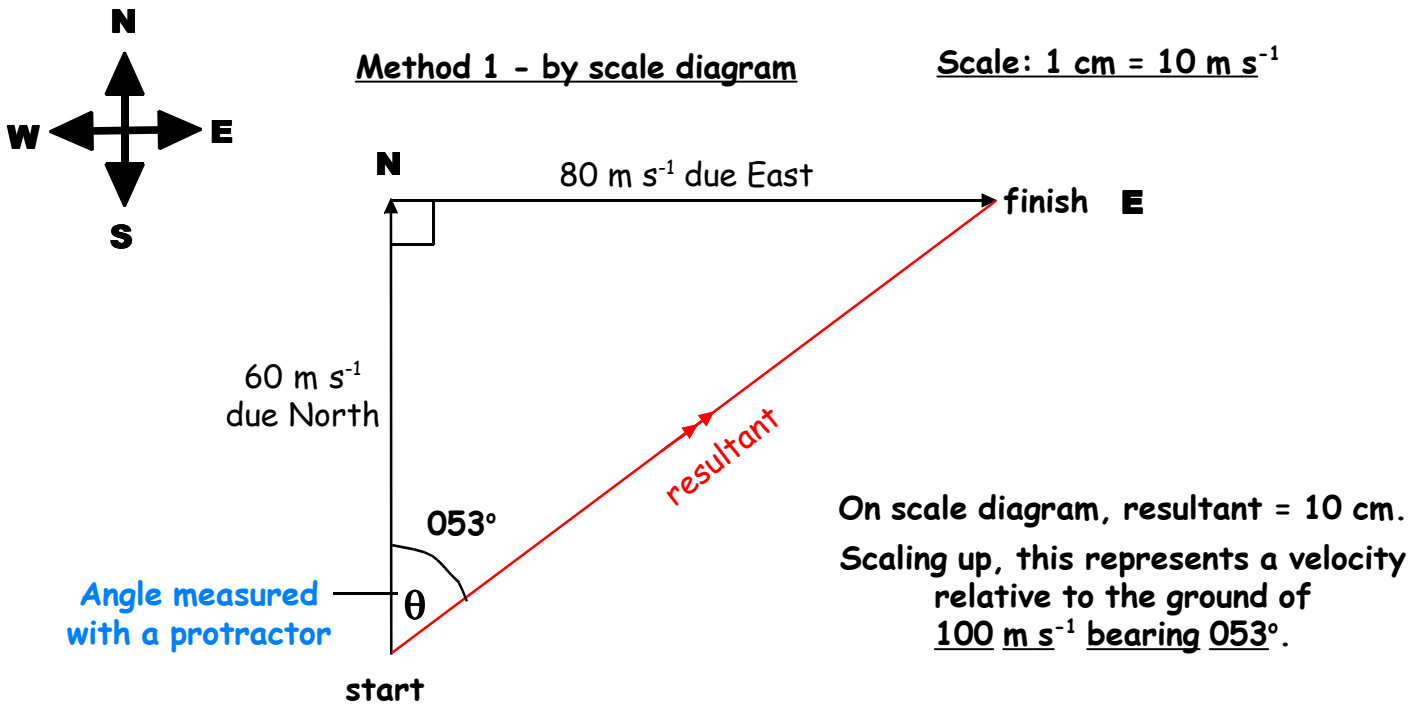 N
W
E
S
Method 1 - by scale diagram
Scale: 1 cm = 10 m s⁻¹
N
80 m s⁻¹ due East
finish E
60 m s⁻¹
due North
resultant
053°
θ
Angle measured
with a protractor
start
On scale diagram, resultant = 10 cm.
Scaling up, this represents a velocity
relative to the ground of
100 m s⁻¹ bearing 053°.